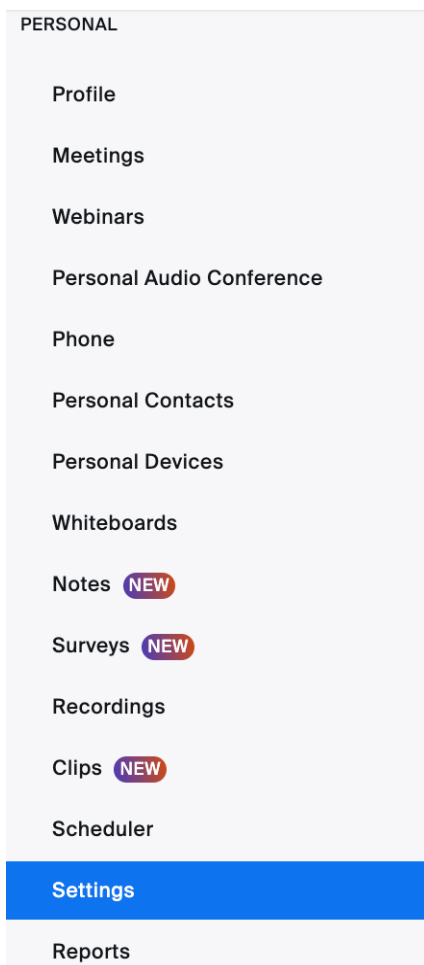 PERSONAL
Profile
Meetings
Webinars
Personal Audio Conference
Phone
Personal Contacts
Personal Devices
Whiteboards
Notes NEW
Surveys NEW
Recordings
Clips NEW
Scheduler
Settings
Reports